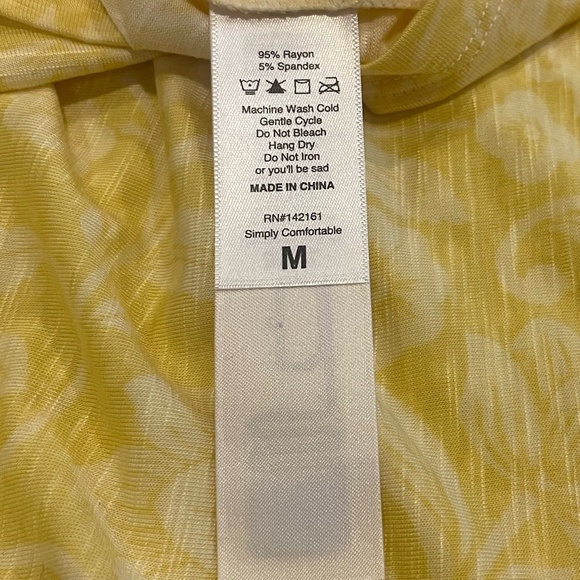 95% Rayon
5% Spandex
Machine Wash Cold
Gentle Cycle
Do Not Bleach
Hang Dry
Do Not Iron
or you'll be sad
MADE IN CHINA
RN#142161
Simply Comfortable
M